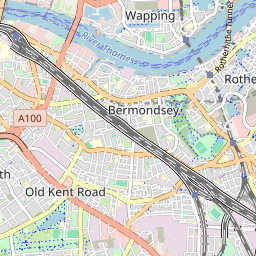 Wapping
River Thames
Rotherhithe Tunnel
Rothe
Bermondsey
A100
th
Old Kent Road